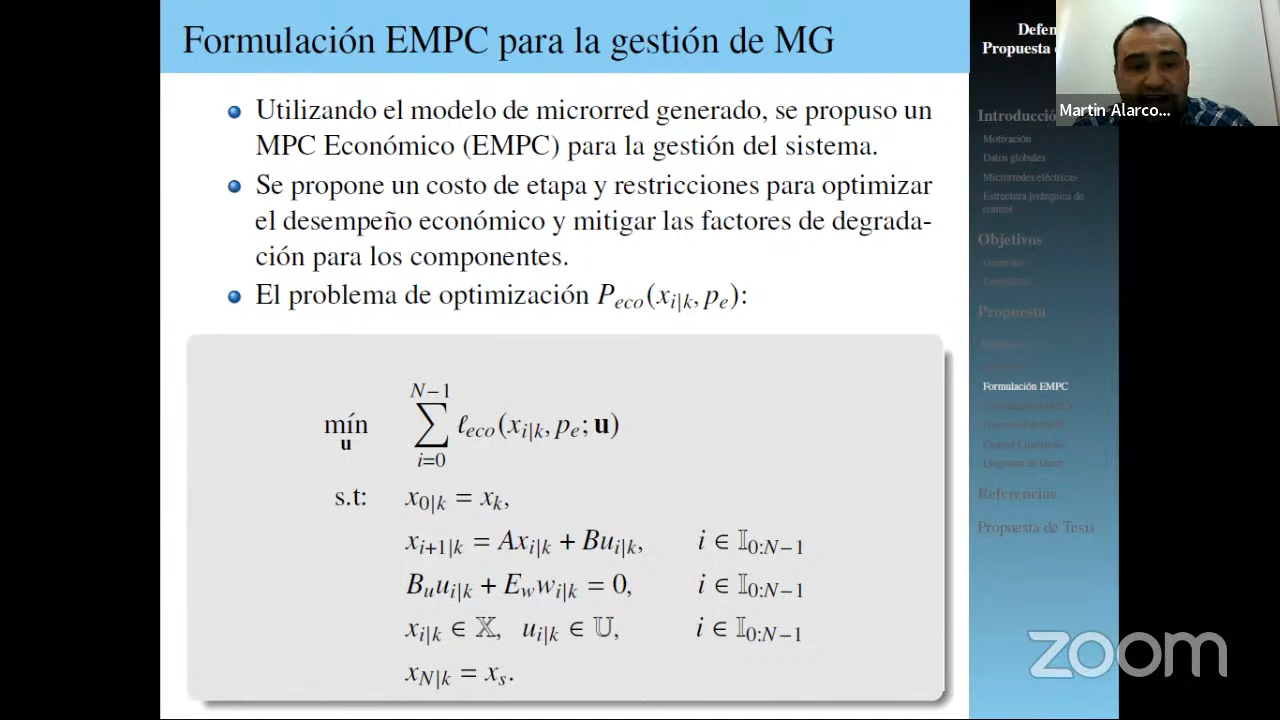 Formulación EMPC para la gestión de MG
Utilizando el modelo de microrred generado, se propuso un
MPC Económico (EMPC) para la gestión del sistema.
Se propone un costo de etapa y restricciones para optimizar
el desempeño económico y mitigar las factores de degrada-
ción para los componentes.
El problema de optimización P_eco(x_{i|k}, p_e):
mín_u ∑_{i=0}^{N−1} ℓ_eco(x_{i|k}, p_e; u)
s.t: x_{0|k} = x_k,
x_{i+1|k} = Ax_{i|k} + Bu_{i|k}, i ∈ 𝕀_{0:N−1}
B_u u_{i|k} + E_w w_{i|k} = 0, i ∈ 𝕀_{0:N−1}
x_{i|k} ∈ 𝕏, u_{i|k} ∈ 𝕌, i ∈ 𝕀_{0:N−1}
x_{N|k} = x_s.
Defen
Propuesta
Martin Alarco...
Introducció
Motivación
Datos globales
Microrredes eléctricas
Estructura jerárquica de
control
Objetivos
Propuesta
Formulación EMPC
Referencias
Propuesta de Tesis
zoom